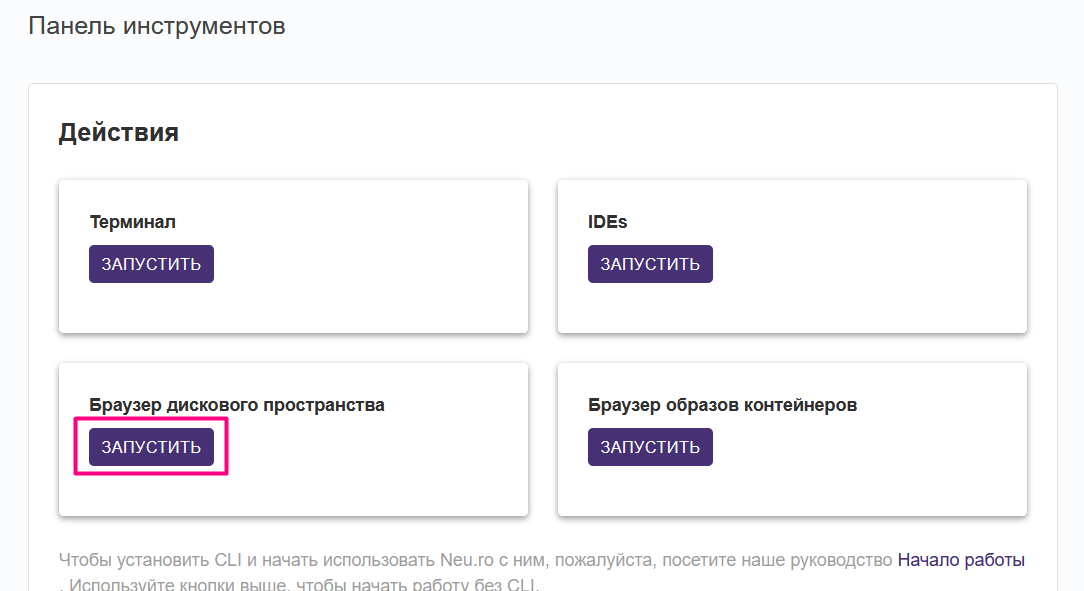 Панель инструментов
Действия
Терминал
ЗАПУСТИТЬ
IDEs
ЗАПУСТИТЬ
Браузер дискового пространства
ЗАПУСТИТЬ
Браузер образов контейнеров
ЗАПУСТИТЬ
Чтобы установить CLI и начать использовать Neu.ro с ним, пожалуйста, посетите наше руководство Начало работы
. Используйте кнопки выше, чтобы начать работу без CLI.